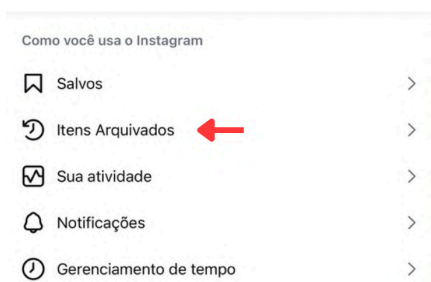 Como você usa o Instagram
Salvos
Itens Arquivados
Sua atividade
Notificações
Gerenciamento de tempo